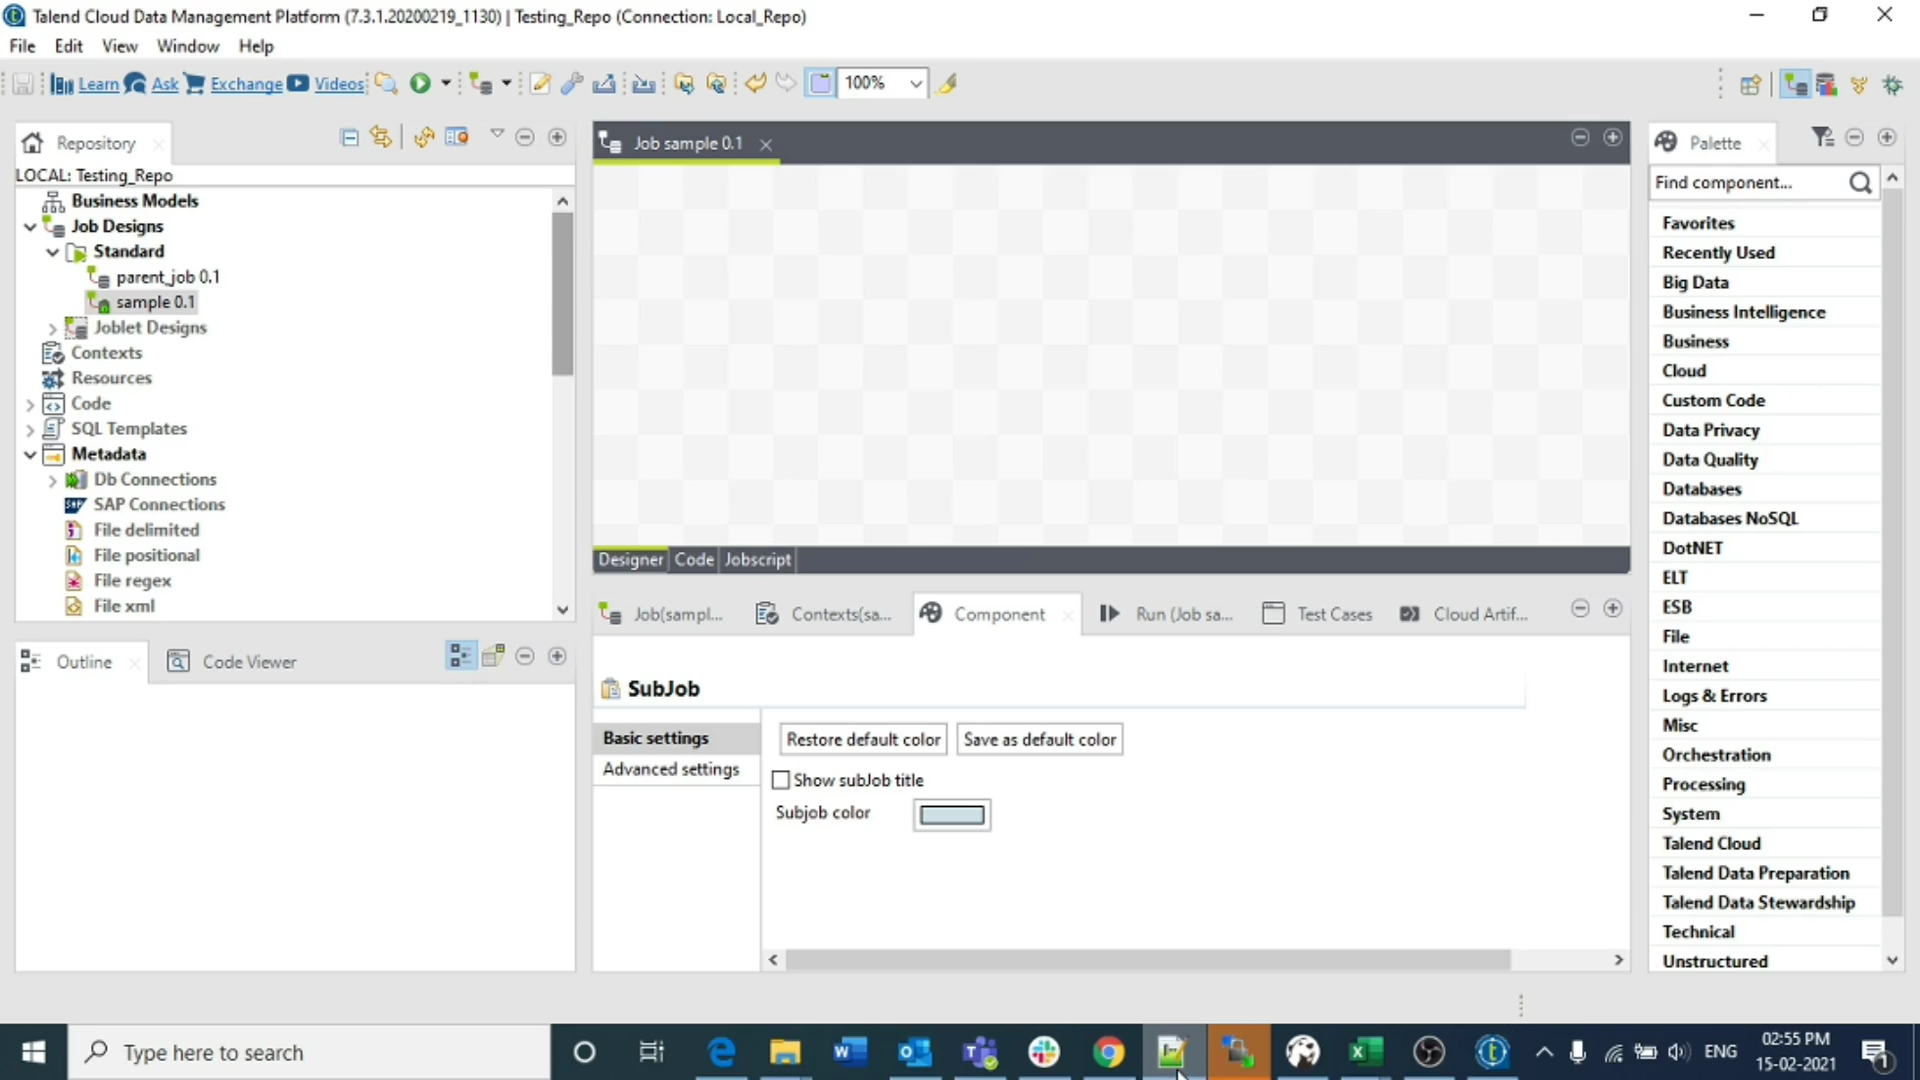 Talend Cloud Data Management Platform (7.3.1.20200219_1130) | Testing_Repo (Connection: Local_Repo)
File Edit View Window Help
Learn Ask Exchange Videos 100%
Repository
LOCAL: Testing_Repo
Business Models
Job Designs
Standard
parent_job 0.1
sample 0.1
Joblet Designs
Contexts
Resources
Code
SQL Templates
Metadata
Db Connections
SAP Connections
File delimited
File positional
File regex
File xml
Outline Code Viewer
Job sample 0.1
Designer Code Jobscript
Job(sampl... Contexts(sa... Component Run (Job sa... Test Cases Cloud Artif...
SubJob
Basic settings
Advanced settings
Restore default color Save as default color
Show subJob title
Subjob color
Palette
Find component...
Favorites
Recently Used
Big Data
Business Intelligence
Business
Cloud
Custom Code
Data Privacy
Data Quality
Databases
Databases NoSQL
DotNET
ELT
ESB
File
Internet
Logs & Errors
Misc
Orchestration
Processing
System
Talend Cloud
Talend Data Preparation
Talend Data Stewardship
Technical
Unstructured
Type here to search
ENG
02:55 PM
15-02-2021
1